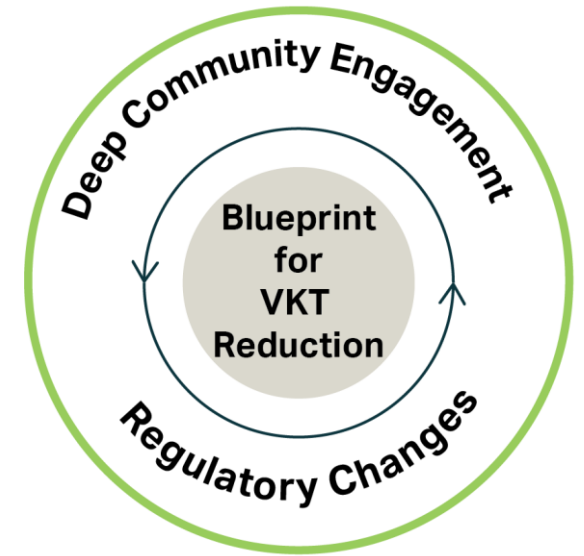 Deep Community Engagement
Blueprint
for
VKT
Reduction
Regulatory Changes